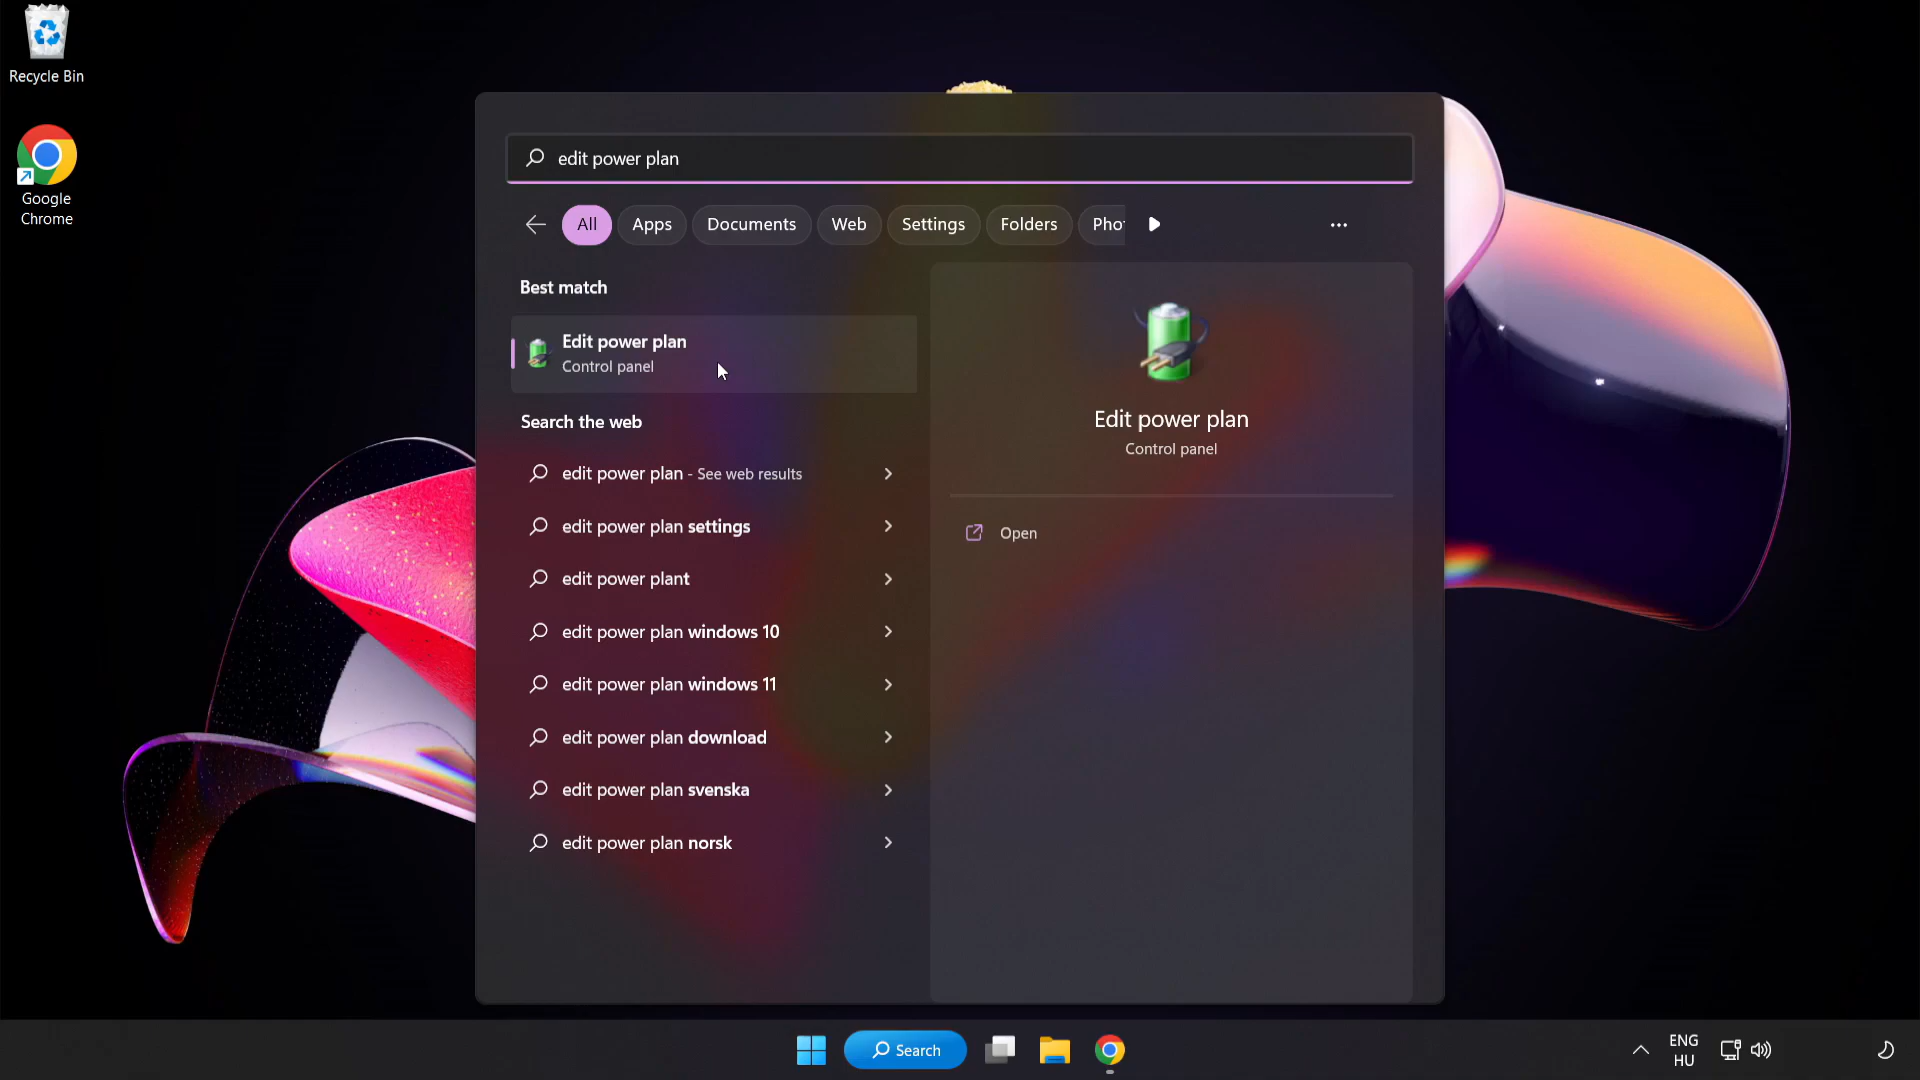 Recycle Bin
Google
Chrome
edit power plan
All
Apps
Documents
Web
Settings
Folders
Best match
Edit power plan
Control panel
Search the web
edit power plan - See web results
edit power plan settings
edit power plant
edit power plan windows 10
edit power plan windows 11
edit power plan download
edit power plan svenska
edit power plan norsk
Edit power plan
Control panel
Open
Search
ENG
HU